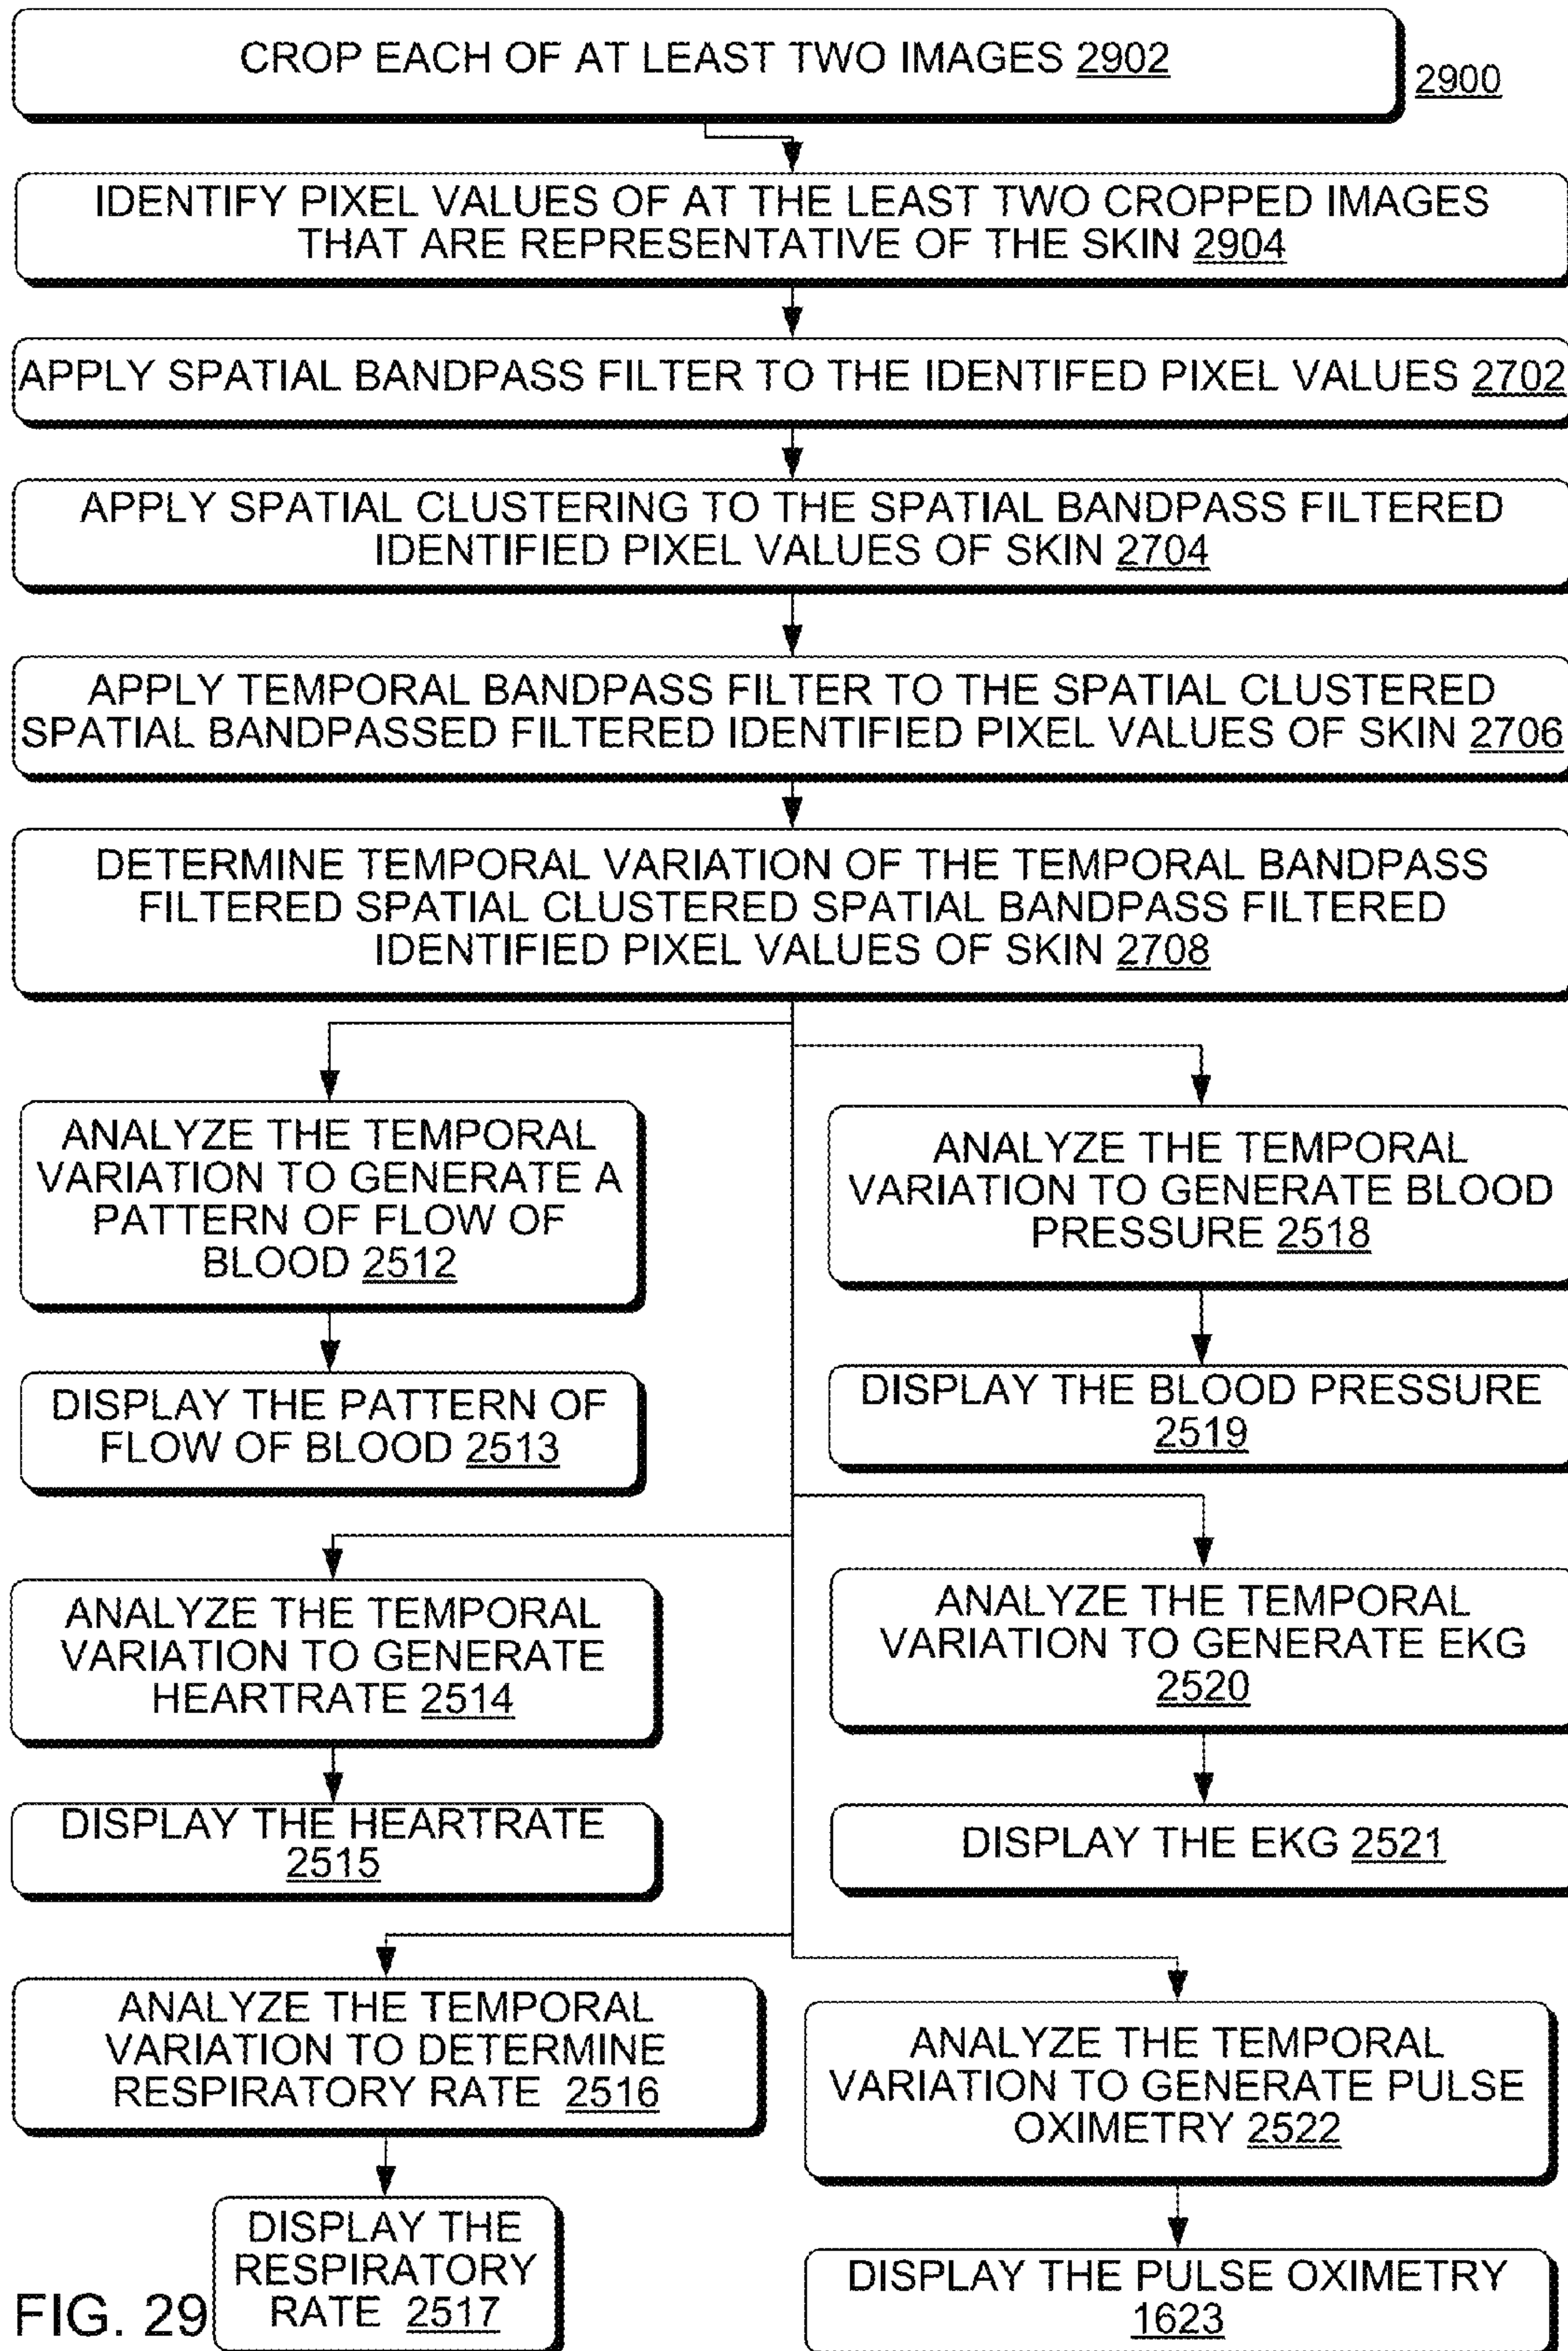 CROP EACH OF AT LEAST TWO IMAGES 2902
2900
IDENTIFY PIXEL VALUES OF AT THE LEAST TWO CROPPED IMAGES
THAT ARE REPRESENTATIVE OF THE SKIN 2904
APPLY SPATIAL BANDPASS FILTER TO THE IDENTIFED PIXEL VALUES 2702
APPLY SPATIAL CLUSTERING TO THE SPATIAL BANDPASS FILTERED
IDENTIFIED PIXEL VALUES OF SKIN 2704
APPLY TEMPORAL BANDPASS FILTER TO THE SPATIAL CLUSTERED
SPATIAL BANDPASSED FILTERED IDENTIFIED PIXEL VALUES OF SKIN 2706
DETERMINE TEMPORAL VARIATION OF THE TEMPORAL BANDPASS
FILTERED SPATIAL CLUSTERED SPATIAL BANDPASS FILTERED
IDENTIFIED PIXEL VALUES OF SKIN 2708
ANALYZE THE TEMPORAL
VARIATION TO GENERATE A
PATTERN OF FLOW OF
BLOOD 2512
ANALYZE THE TEMPORAL
VARIATION TO GENERATE BLOOD
PRESSURE 2518
DISPLAY THE PATTERN OF
FLOW OF BLOOD 2513
DISPLAY THE BLOOD PRESSURE
2519
ANALYZE THE TEMPORAL
VARIATION TO GENERATE
HEARTRATE 2514
ANALYZE THE TEMPORAL
VARIATION TO GENERATE EKG
2520
DISPLAY THE HEARTRATE
2515
DISPLAY THE EKG 2521
ANALYZE THE TEMPORAL
VARIATION TO DETERMINE
RESPIRATORY RATE 2516
ANALYZE THE TEMPORAL
VARIATION TO GENERATE PULSE
OXIMETRY 2522
DISPLAY THE
RESPIRATORY
RATE 2517
DISPLAY THE PULSE OXIMETRY
1623
FIG. 29